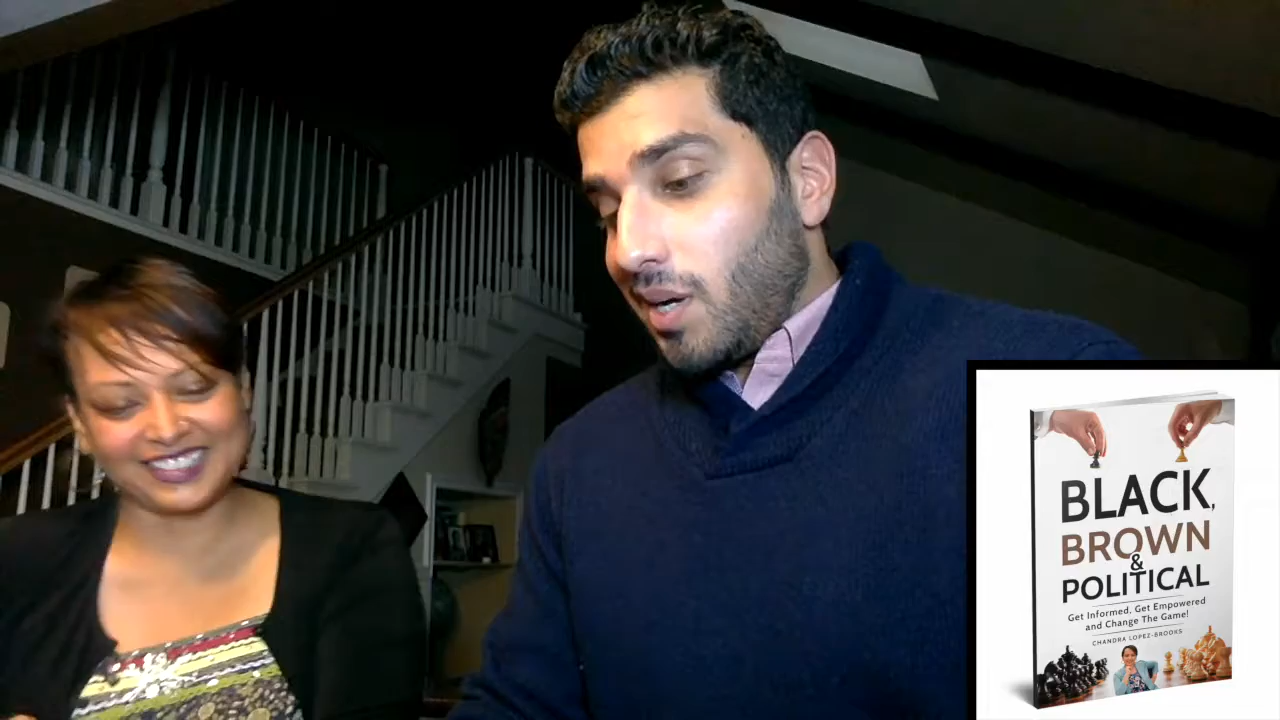 BLACK,
BROWN
&
POLITICAL
Get Informed, Get Empowered
and Change The Game!
CHANDRA LOPEZ-BROOKS